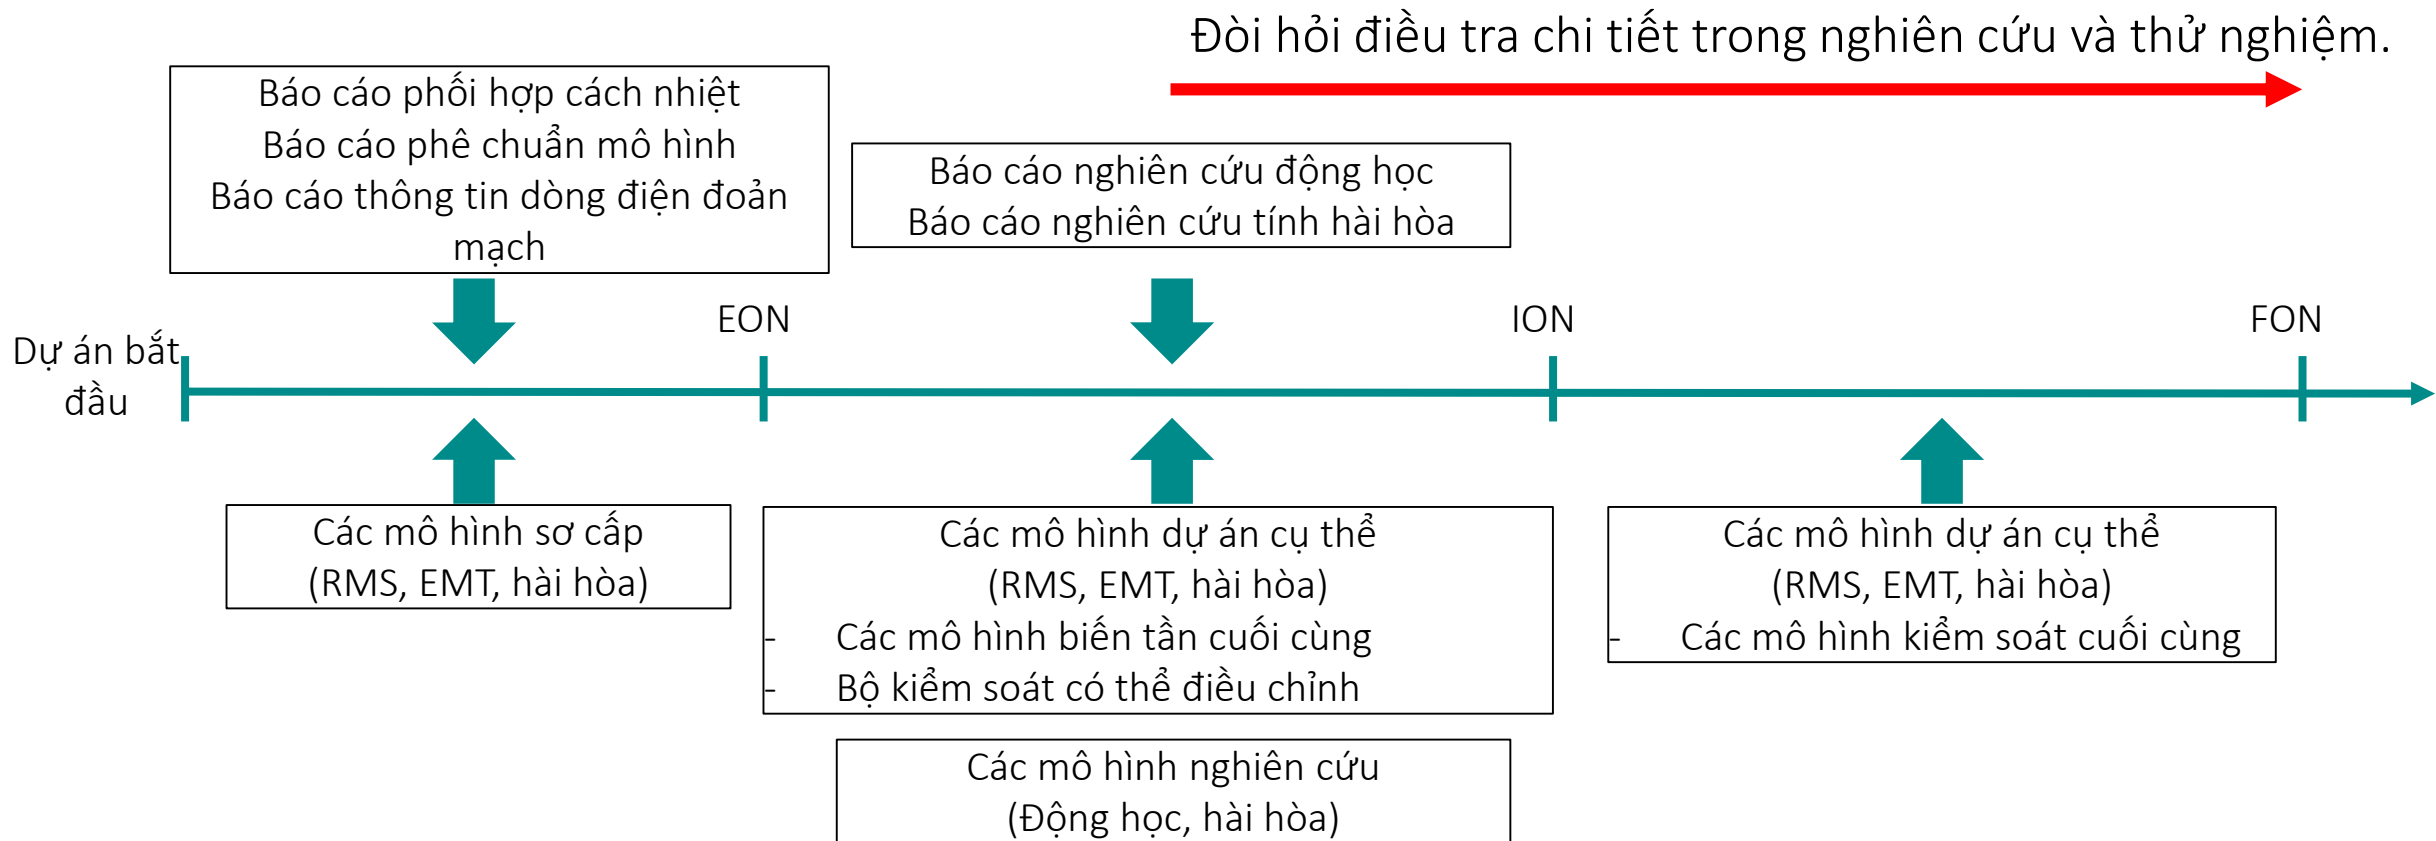 Đòi hỏi điều tra chi tiết trong nghiên cứu và thử nghiệm.
Báo cáo phối hợp cách nhiệt
Báo cáo phê chuẩn mô hình
Báo cáo thông tin dòng điện đoản
mạch
Báo cáo nghiên cứu động học
Báo cáo nghiên cứu tính hài hòa
Dự án bắt
đầu
EON
ION
FON
Các mô hình sơ cấp
(RMS, EMT, hài hòa)
Các mô hình dự án cụ thể
(RMS, EMT, hài hòa)
- Các mô hình biến tần cuối cùng
- Bộ kiểm soát có thể điều chỉnh
Các mô hình dự án cụ thể
(RMS, EMT, hài hòa)
- Các mô hình kiểm soát cuối cùng
Các mô hình nghiên cứu
(Động học, hài hòa)